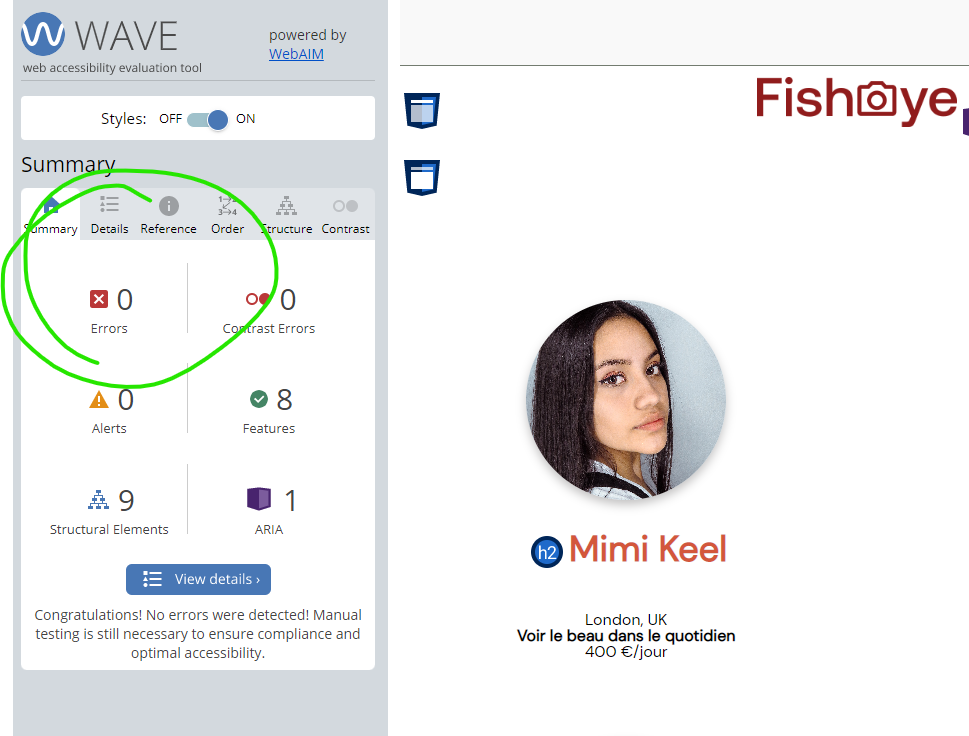 WAVE
web accessibility evaluation tool
powered by
WebAIM
Styles: OFF ON
Summary
Summary Details Reference Order Structure Contrast
0
Errors
0
Contrast Errors
0
Alerts
8
Features
9
Structural Elements
1
ARIA
View details ›
Congratulations! No errors were detected! Manual
testing is still necessary to ensure compliance and
optimal accessibility.
Fisheye
h2 Mimi Keel
London, UK
Voir le beau dans le quotidien
400 €/jour